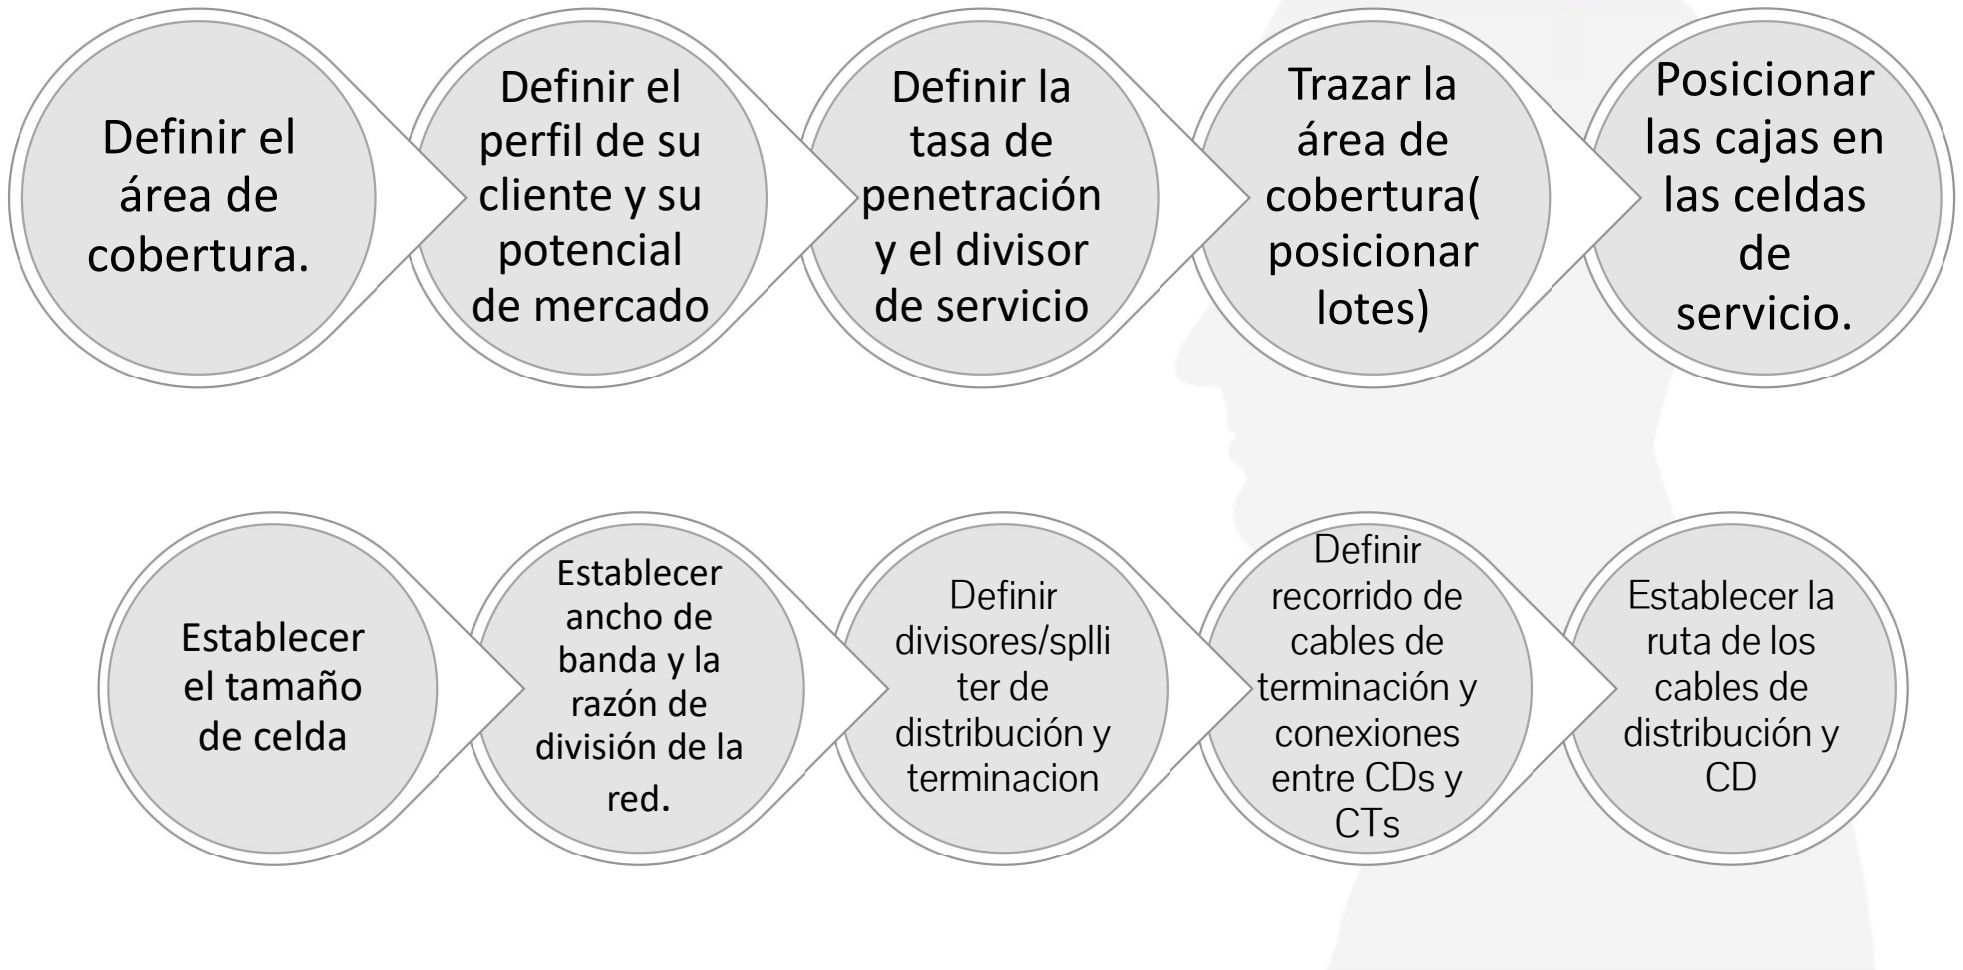 Definir el
área de
cobertura.
Definir el
perfil de su
cliente y su
potencial
de mercado
Definir la
tasa de
penetración
y el divisor
de servicio
Trazar la
área de
cobertura(
posicionar
lotes)
Posicionar
las cajas en
las celdas
de
servicio.
Establecer
el tamaño
de celda
Establecer
ancho de
banda y la
razón de
división de la
red.
Definir
divisores/splli
ter de
distribución y
terminacion
Definir
recorrido de
cables de
terminación y
conexiones
entre CDs y
CTs
Establecer la
ruta de los
cables de
distribución y
CD